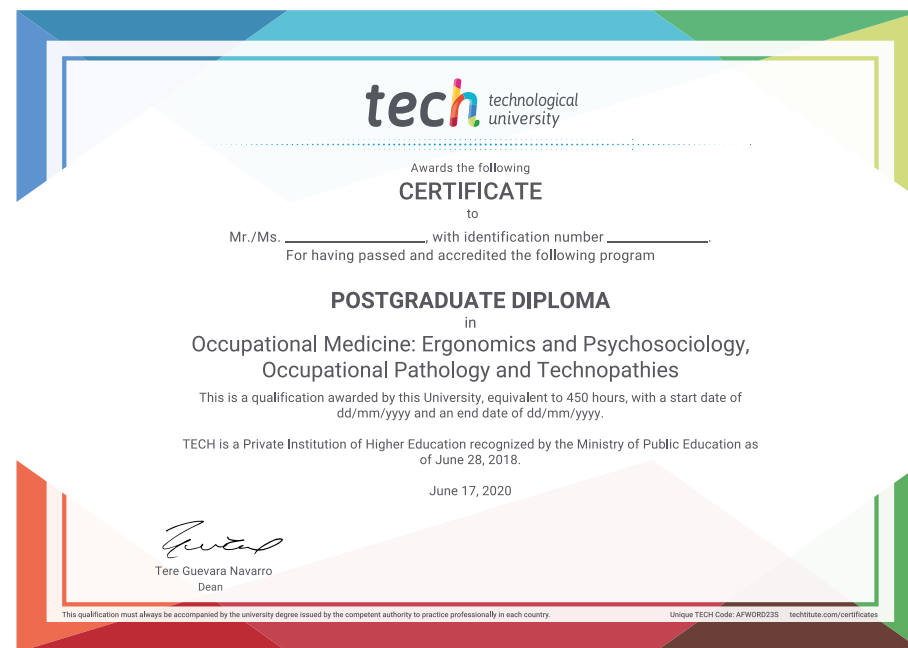 tech technological
university
Awards the following
CERTIFICATE
to
Mr./Ms. ____________________, with identification number ______________.
For having passed and accredited the following program
POSTGRADUATE DIPLOMA
in
Occupational Medicine: Ergonomics and Psychosociology,
Occupational Pathology and Technopathies
This is a qualification awarded by this University, equivalent to 450 hours, with a start date of
dd/mm/yyyy and an end date of dd/mm/yyyy.
TECH is a Private Institution of Higher Education recognized by the Ministry of Public Education as
of June 28, 2018.
June 17, 2020
Tere Guevara Navarro
Dean
This qualification must always be accompanied by the university degree issued by the competent authority to practice professionally in each country. Unique TECH Code: AFWORD23S techtitute.com/certificates